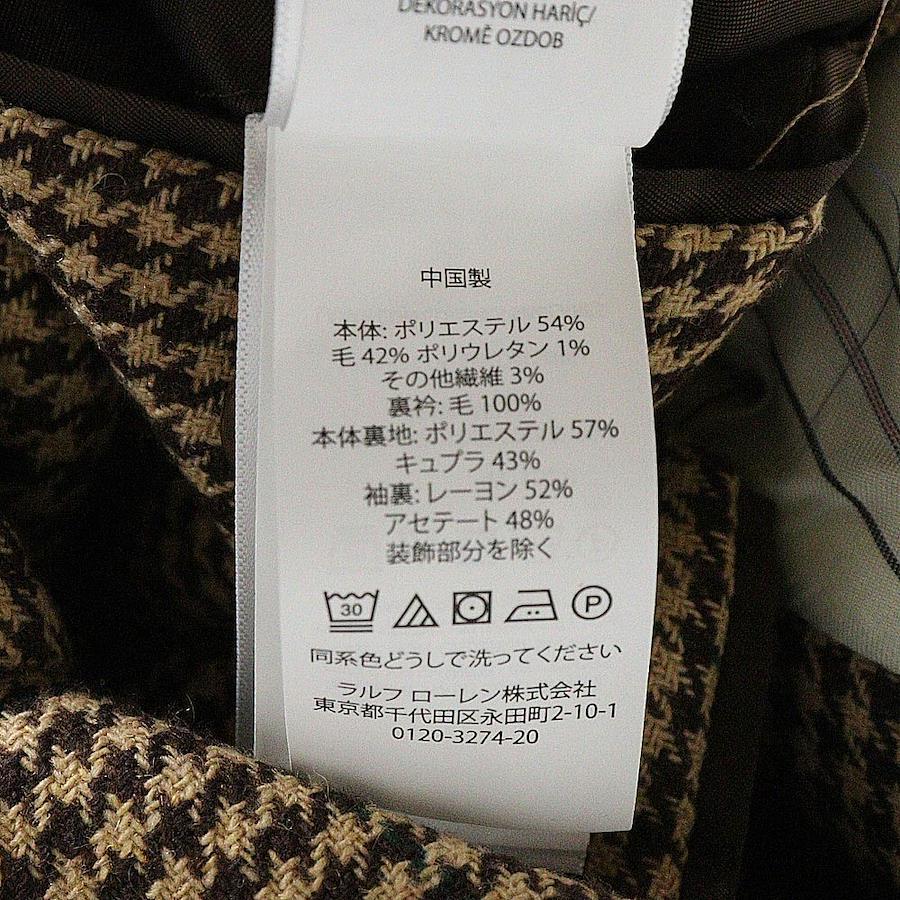 DEKORASYON HARİÇ/
KROMĒ OZDOB
中国製
本体: ポリエステル 54%
毛 42% ポリウレタン 1%
その他繊維 3%
裏衿: 毛 100%
本体裏地: ポリエステル 57%
キュプラ 43%
袖裏: レーヨン 52%
アセテート 48%
装飾部分を除く
30 P
同系色どうしで洗ってください
ラルフ ローレン株式会社
東京都千代田区永田町2-10-1
0120-3274-20